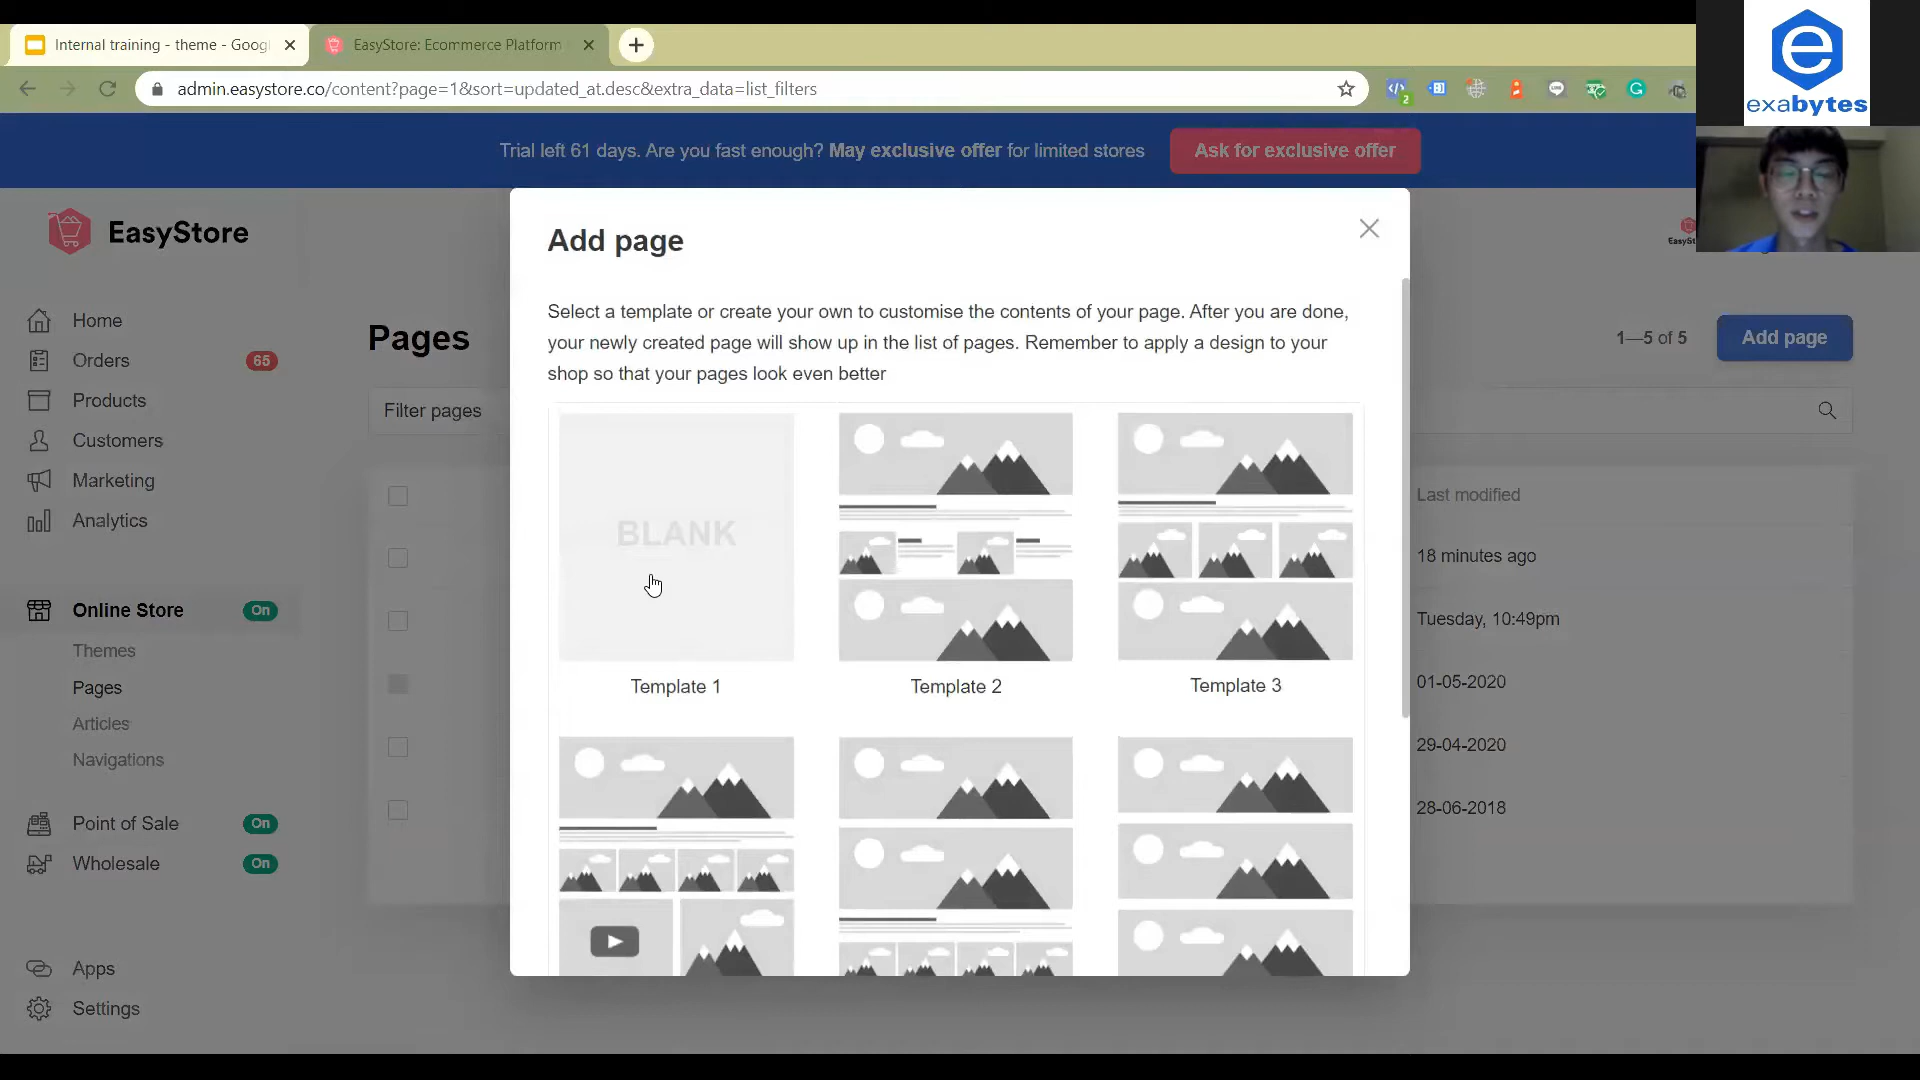 Internal training - theme - Goog
EasyStore: Ecommerce Platform
admin.easystore.co/content?page=1&sort=updated_at.desc&extra_data=list_filters
2
e
exabytes
Trial left 61 days. Are you fast enough? May exclusive offer for limited stores
Ask for exclusive offer
EasyStore
Home
Orders 65
Products
Customers
Marketing
Analytics
Online Store On
Themes
Pages
Articles
Navigations
Point of Sale On
Wholesale On
Apps
Settings
Pages
1—5 of 5
Add page
Filter pages
Last modified
18 minutes ago
Tuesday, 10:49pm
01-05-2020
29-04-2020
28-06-2018
Add page
Select a template or create your own to customise the contents of your page. After you are done,
your newly created page will show up in the list of pages. Remember to apply a design to your
shop so that your pages look even better
BLANK
Template 1
Template 2
Template 3